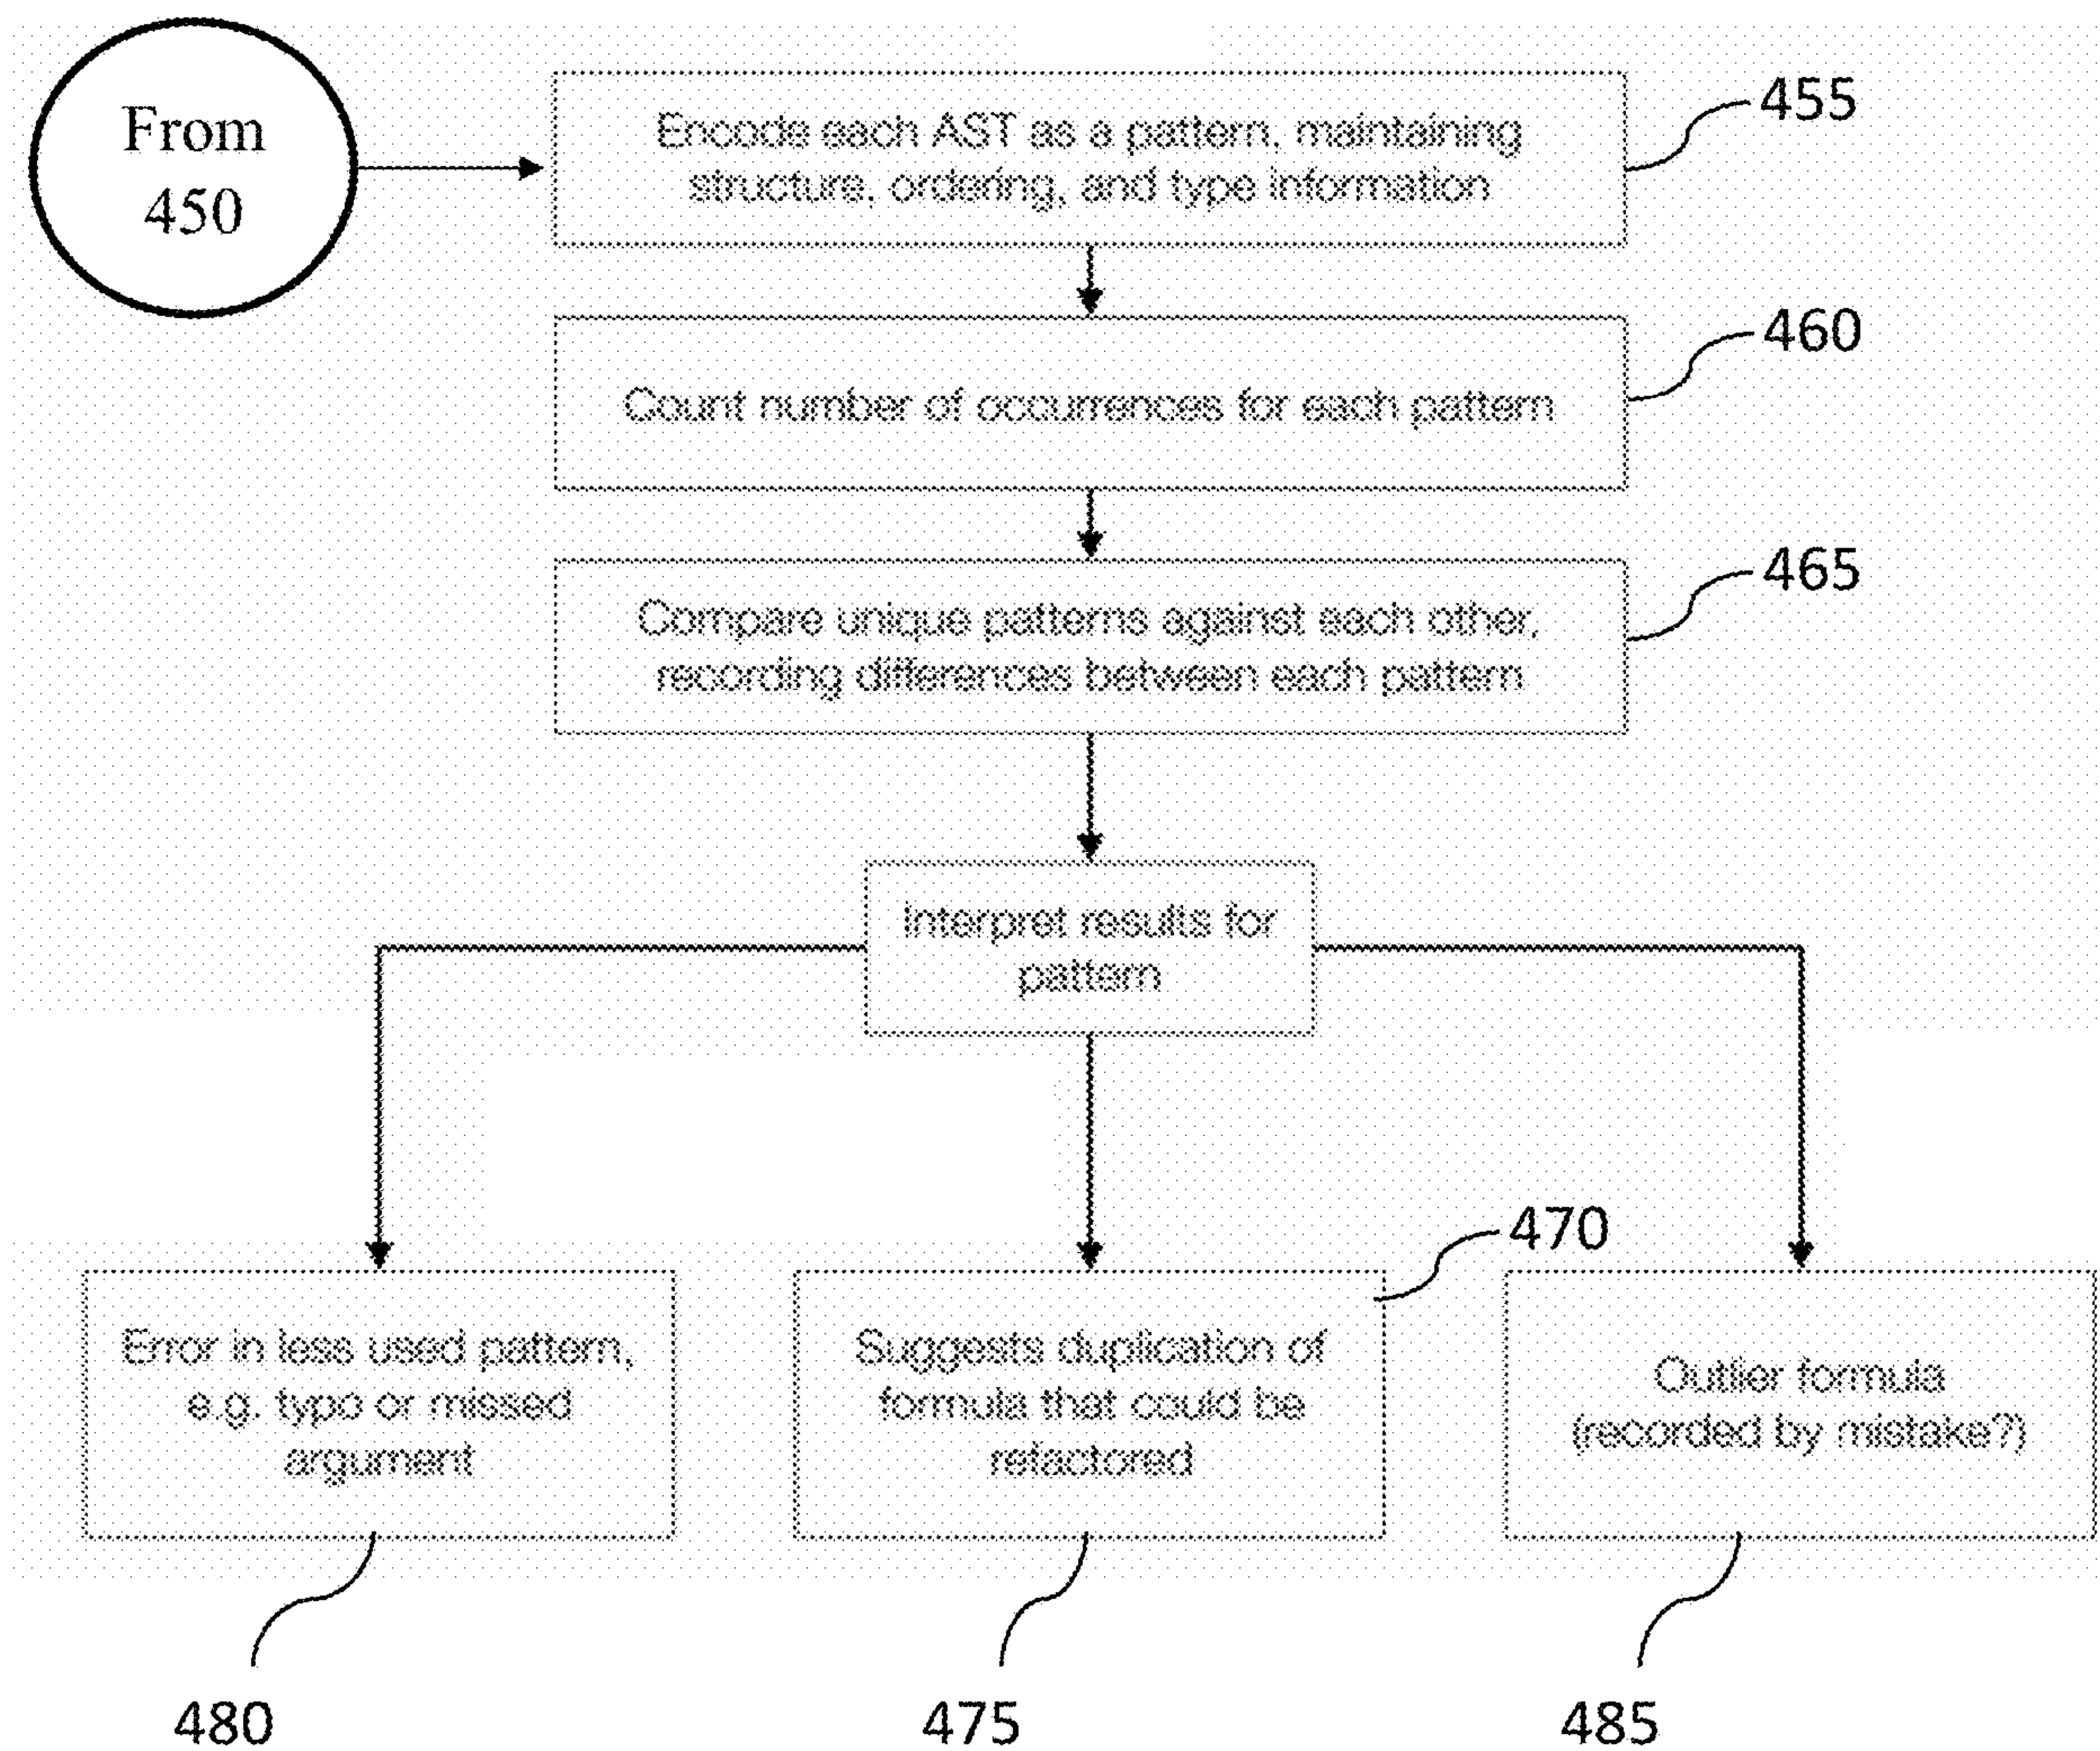 From
450
Encode each AST as a pattern, maintaining
structure, ordering, and type information
455
Count number of occurrences for each pattern
460
Compare unique patterns against each other,
recording differences between each pattern
465
Interpret results for
pattern
470
Error in less used pattern,
e.g. typo or missed
argument
Suggests duplication of
formula that could be
refactored
Outlier formula
(recorded by mistake?)
480
475
485